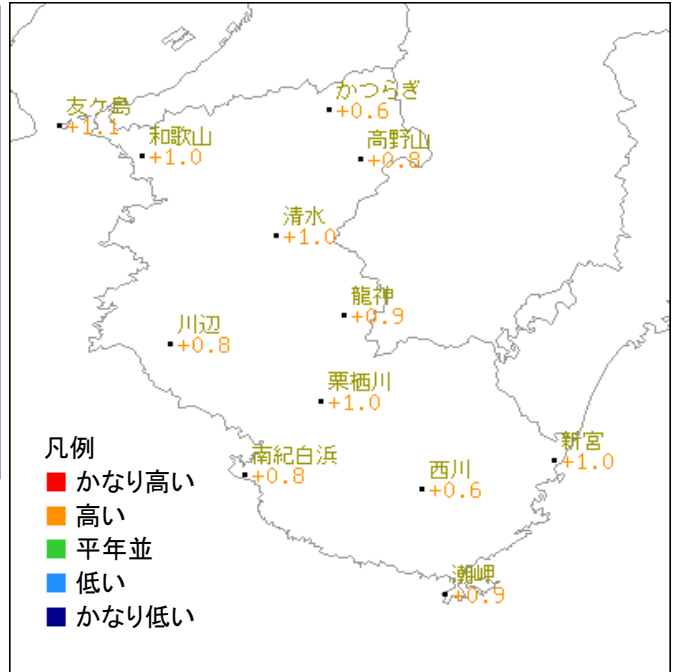 かつらぎ
+0.6
友ケ島
+1.1
和歌山
+1.0
高野山
+0.8
清水
+1.0
龍神
+0.9
川辺
+0.8
栗栖川
+1.0
新宮
+1.0
南紀白浜
+0.8
西川
+0.6
潮岬
+0.9
凡例
かなり高い
高い
平年並
低い
かなり低い